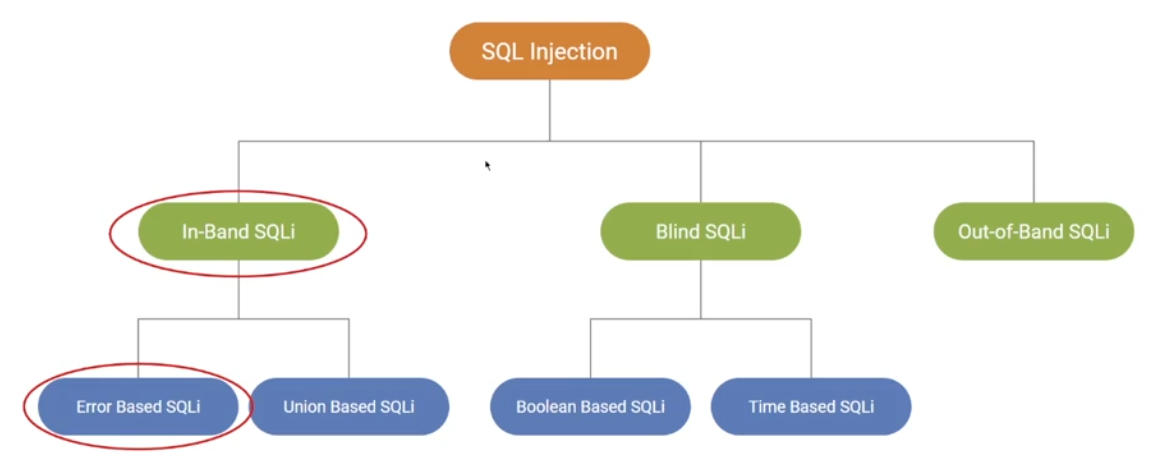 SQL Injection
In-Band SQLi
Blind SQLi
Out-of-Band SQLi
Error Based SQLi
Union Based SQLi
Boolean Based SQLi
Time Based SQLi